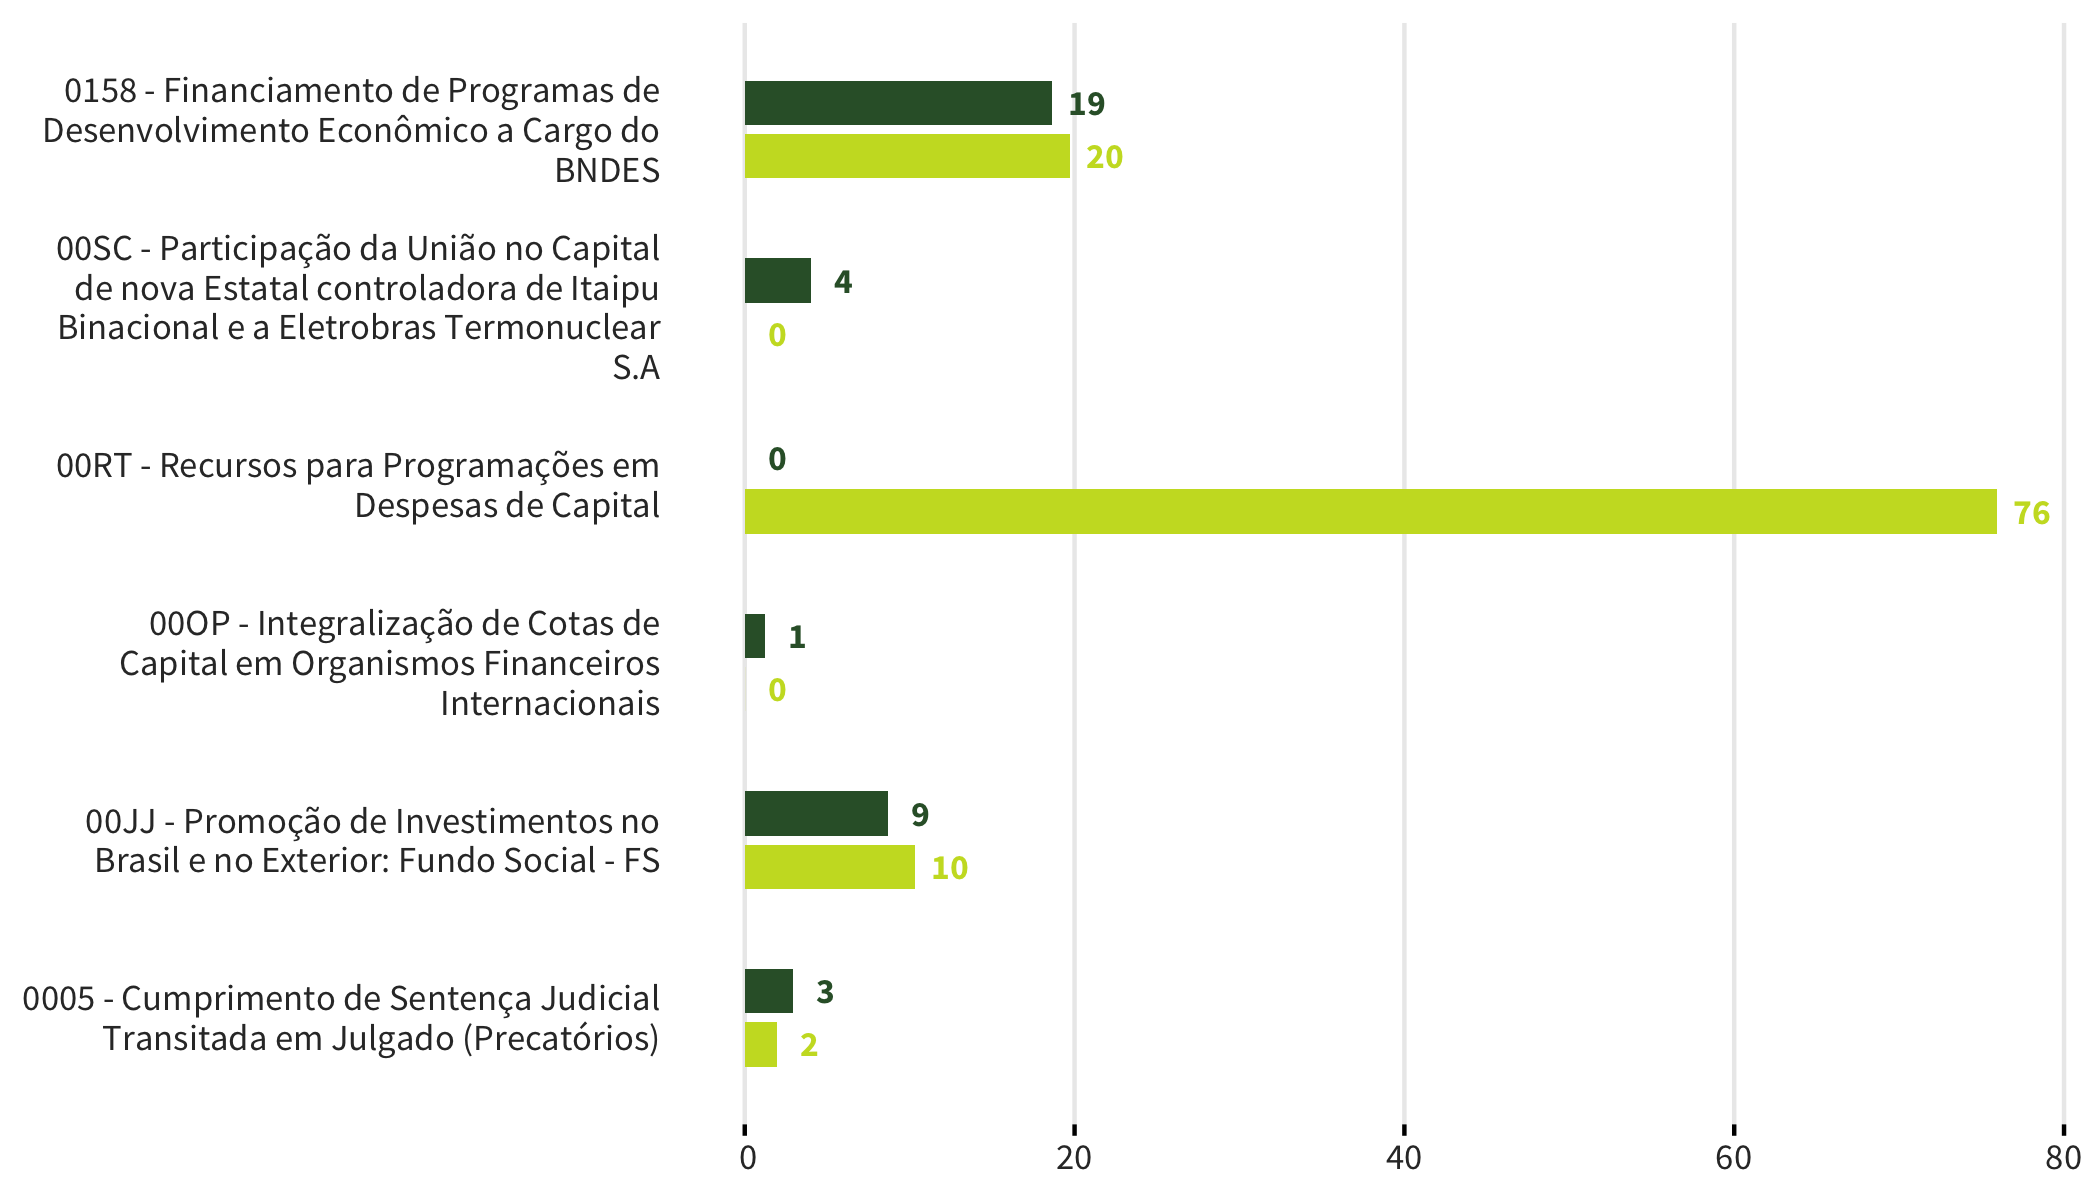 0158 - Financiamento de Programas de
Desenvolvimento Econômico a Cargo do
BNDES
19
20
00SC - Participação da União no Capital
de nova Estatal controladora de Itaipu
Binacional e a Eletrobras Termonuclear
S.A
4
0
00RT - Recursos para Programações em
Despesas de Capital
0
76
00OP - Integralização de Cotas de
Capital em Organismos Financeiros
Internacionais
1
0
00JJ - Promoção de Investimentos no
Brasil e no Exterior: Fundo Social - FS
9
10
0005 - Cumprimento de Sentença Judicial
Transitada em Julgado (Precatórios)
3
2
0 20 40 60 80